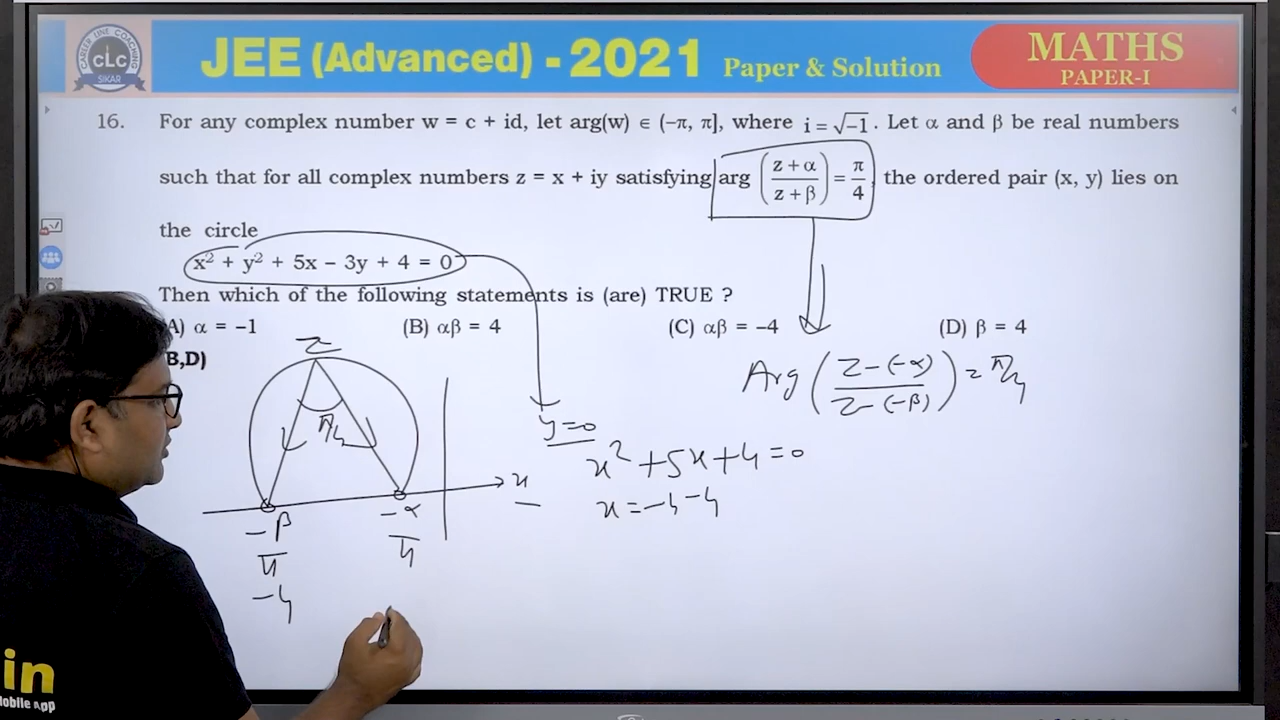 CAREER LINE COACHING
CLC
SIKAR
JEE (Advanced) - 2021 Paper & Solution
MATHS
PAPER-I
16. For any complex number w = c + id, let arg(w) ∈ (−π, π], where i = √−1 . Let α and β be real numbers
such that for all complex numbers z = x + iy satisfying arg ((z + α)/(z + β)) = π/4, the ordered pair (x, y) lies on
the circle
x² + y² + 5x − 3y + 4 = 0
Then which of the following statements is (are) TRUE ?
A) α = −1 (B) αβ = 4 (C) αβ = −4 (D) β = 4
B,D)
Z
π/4
Arg ((Z-(-α))/(Z-(-β))) = π/4
y=0
x² + 5x + 4 = 0
x = -4 -4
x
-β
-α
-4
in
Mobile App